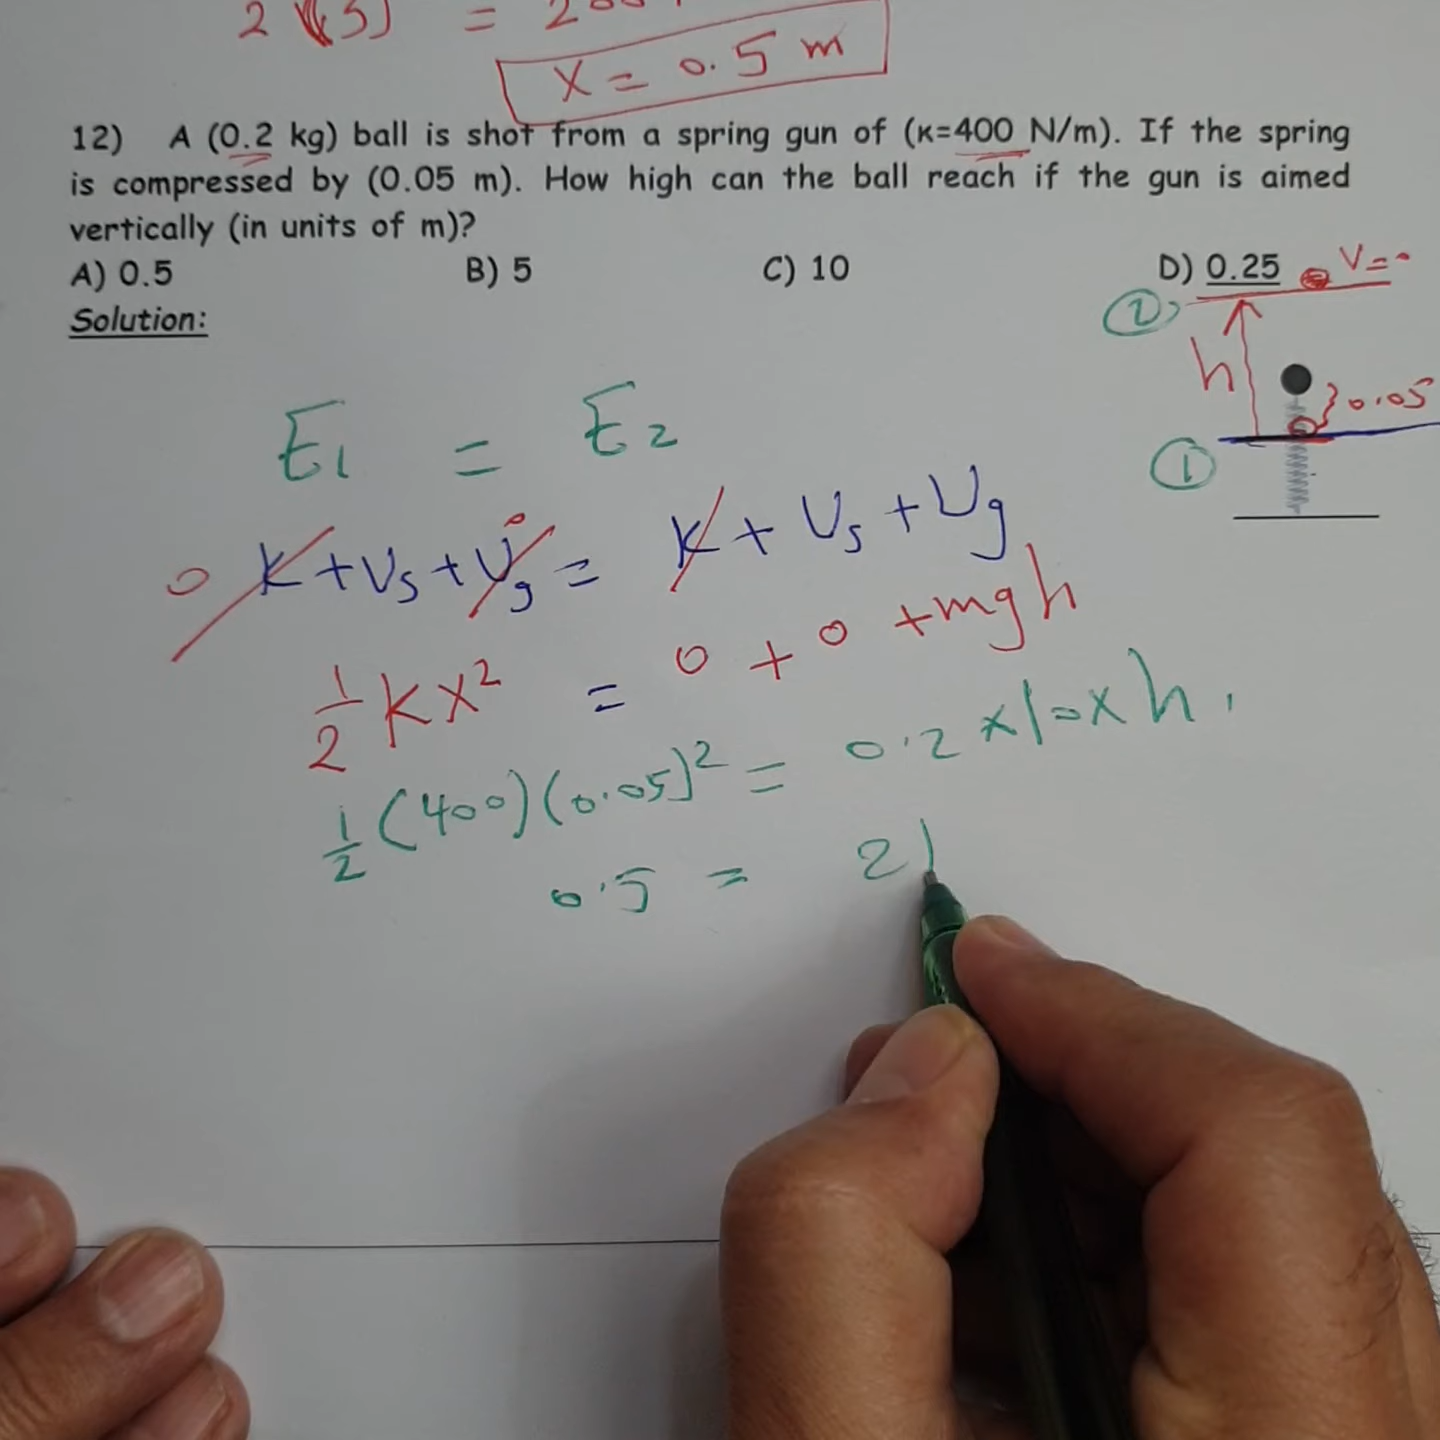 = 200
X = 0.5 m
12) A (0.2 kg) ball is shot from a spring gun of (κ=400 N/m). If the spring
is compressed by (0.05 m). How high can the ball reach if the gun is aimed
vertically (in units of m)?
A) 0.5 B) 5 C) 10 D) 0.25
Solution:
V=0
2
h
0.05
1
E1 = E2
0 K+Us+Ug = K+Us+Ug
0
1/2 Kx² = 0 + 0 +mgh
1/2 (400)(0.05)² = 0.2x10xh
0.5 = 2